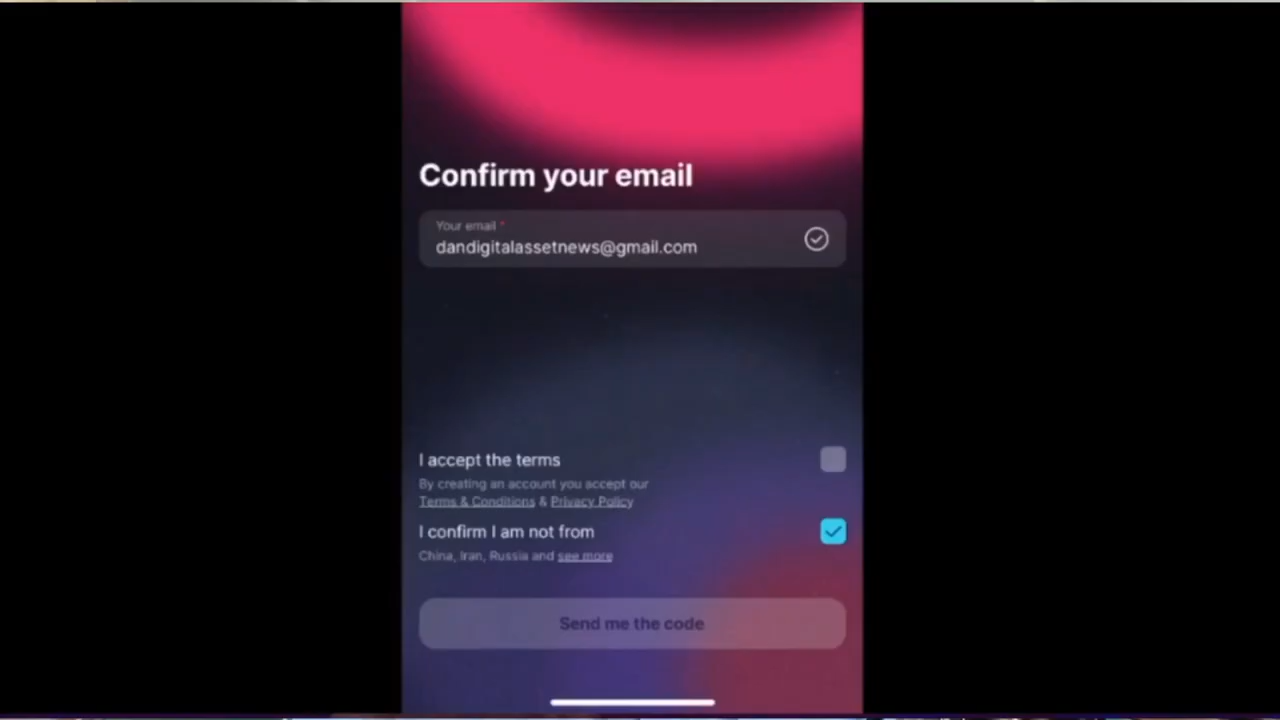 Confirm your email
Your email *
dandigitalassetnews@gmail.com
I accept the terms
By creating an account you accept our
Terms & Conditions & Privacy Policy
I confirm I am not from
China, Iran, Russia and see more
Send me the code